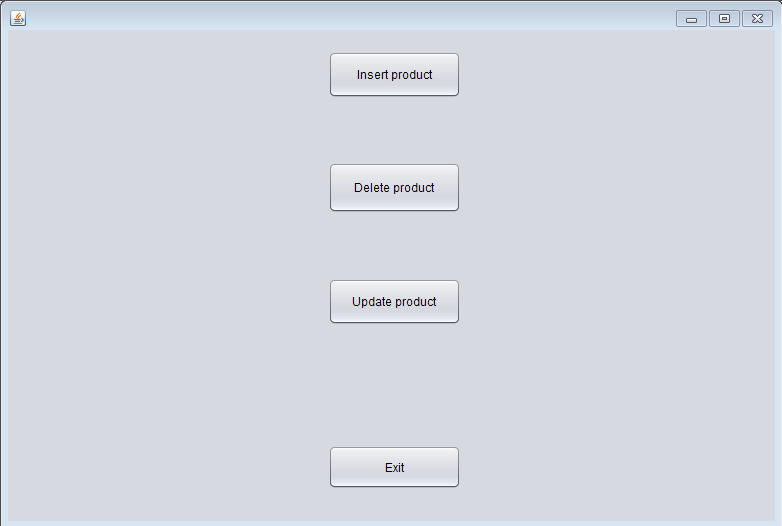 Insert product
Delete product
Update product
Exit